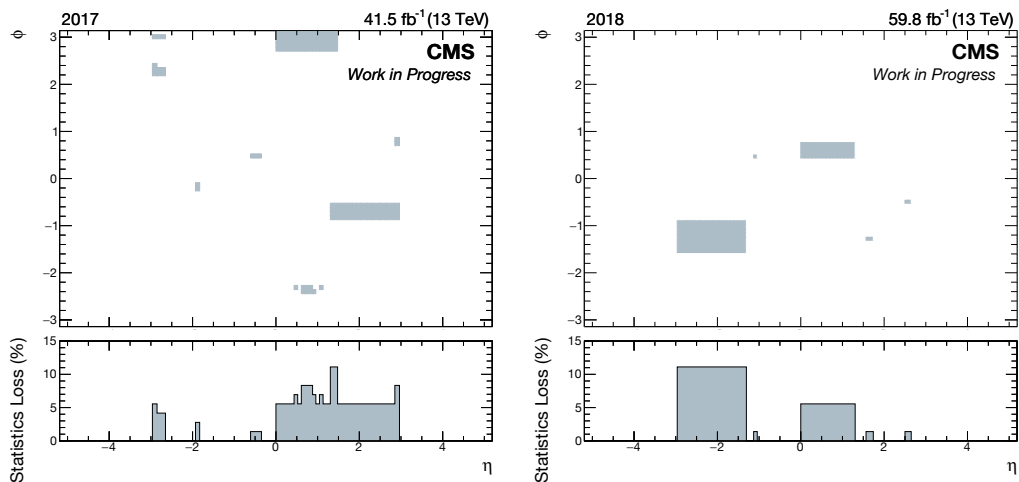 2017 41.5 fb⁻¹ (13 TeV)
ϕ
3
CMS
Work in Progress
2
1
0
−1
−2
−3
Statistics Loss (%)
15
10
5
0
−4 −2 0 2 4
η
2018 59.8 fb⁻¹ (13 TeV)
ϕ
3
CMS
Work in Progress
2
1
0
−1
−2
−3
Statistics Loss (%)
15
10
5
0
−4 −2 0 2 4
η